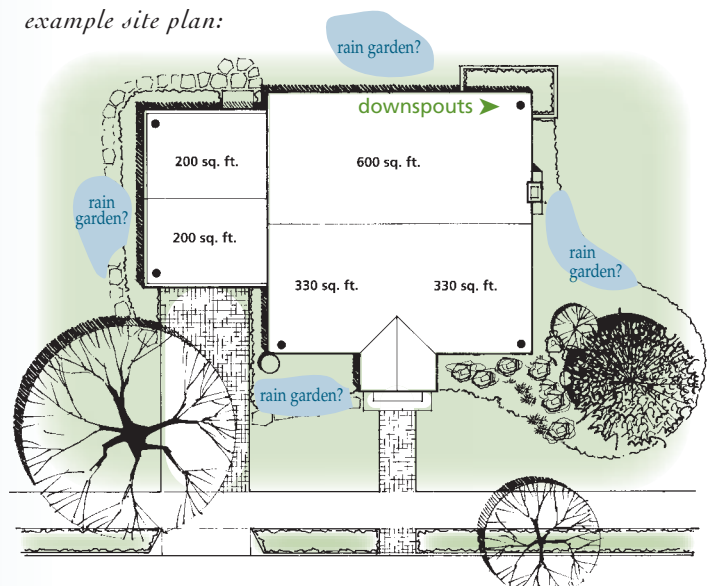 example site plan:
rain garden?
downspouts ➤
200 sq. ft.
600 sq. ft.
rain
garden?
200 sq. ft.
rain
garden?
330 sq. ft.
330 sq. ft.
rain garden?